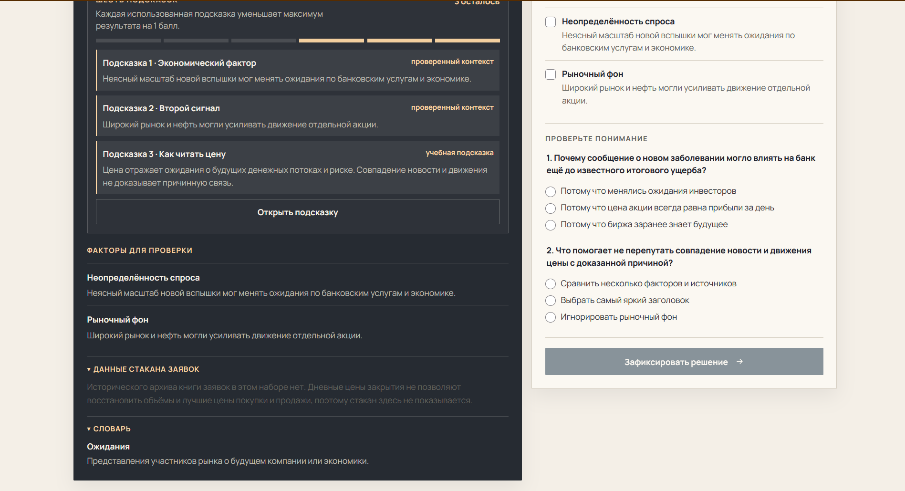 3 осталось
Каждая использованная подсказка уменьшает максимум
результата на 1 балл.
Подсказка 1 · Экономический фактор
проверенный контекст
Неясный масштаб новой вспышки мог менять ожидания по банковским услугам и экономике.
Подсказка 2 · Второй сигнал
проверенный контекст
Широкий рынок и нефть могли усиливать движение отдельной акции.
Подсказка 3 · Как читать цену
учебная подсказка
Цена отражает ожидания о будущих денежных потоках и риске. Совпадение новости и движения
не доказывает причинную связь.
Открыть подсказку
ФАКТОРЫ ДЛЯ ПРОВЕРКИ
Неопределённость спроса
Неясный масштаб новой вспышки мог менять ожидания по банковским услугам и экономике.
Рыночный фон
Широкий рынок и нефть могли усиливать движение отдельной акции.
▾ ДАННЫЕ СТАКАНА ЗАЯВОК
Исторического архива книги заявок в этом наборе нет. Дневные цены закрытия не позволяют
восстановить объёмы и лучшие цены покупки и продажи, поэтому стакан здесь не показывается.
▾ СЛОВАРЬ
Ожидания
Представления участников рынка о будущем компании или экономики.
Неопределённость спроса
Неясный масштаб новой вспышки мог менять ожидания по
банковским услугам и экономике.
Рыночный фон
Широкий рынок и нефть могли усиливать движение отдельной
акции.
ПРОВЕРЬТЕ ПОНИМАНИЕ
1. Почему сообщение о новом заболевании могло влиять на банк
ещё до известного итогового ущерба?
Потому что менялись ожидания инвесторов
Потому что цена акции всегда равна прибыли за день
Потому что биржа заранее знает будущее
2. Что помогает не перепутать совпадение новости и движения
цены с доказанной причиной?
Сравнить несколько факторов и источников
Выбрать самый яркий заголовок
Игнорировать рыночный фон
Зафиксировать решение →